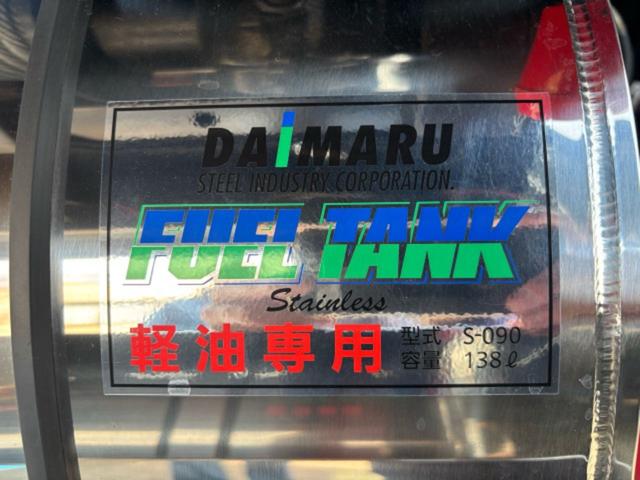 DAiMARU
STEEL INDUSTRY CORPORATION.
FUEL TANK
Stainless
軽油専用
型式 S-090
容量 138ℓ